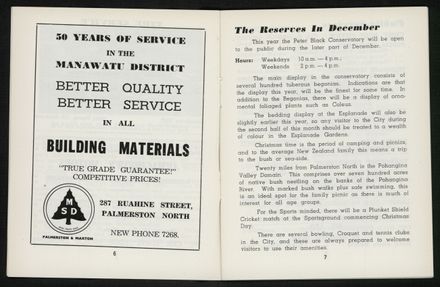 50 YEARS OF SERVICE
IN THE
MANAWATU DISTRICT
BETTER QUALITY
BETTER SERVICE
IN ALL
BUILDING MATERIALS
"TRUE GRADE GUARANTEE!"
COMPETITIVE PRICES!
M
S D
PALMERSTON & MARTON
287 RUAHINE STREET,
PALMERSTON NORTH
NEW PHONE 7268.
6
The Reserves In December
This year the Peter Black Conservatory will be open
to the public during the later part of December.
Hours: Weekdays 10 a.m. — 4 p.m.;
Weekends 2 p.m. — 4 p.m.
The main display in the conservatory consists of
several hundred tuberous begonias. Indications are that
the display this year, will be the finest for some time. In
addition to the Begonias, there will be a display of orna-
mental foliaged plants such as Coleus.
The bedding display at the Esplanade will also be
slightly earlier this year, so any visitor to the City during
the second half of this month should be treated to a wealth
of colour in the Esplanade Gardens.
Christmas time is the period of camping and picnics,
and to the average New Zealand family this means a trip
to the bush or sea-side.
Twenty miles from Palmerston North is the Pohangina
Valley Domain. This comprises over seven hundred acres
of native bush nestling on the banks of the Pohangina
River. With marked bush walks plus safe swimming, this
is an ideal spot for the family picnic as there is much of
interest for all age groups.
For the Sports minded, there will be a Plunket Shield
Cricket match at the Sportsground commencing Christmas
Day.
There are several bowling, Croquet and tennis clubs
in the City, and these are always prepared to welcome
visitors to use their amenities.
7